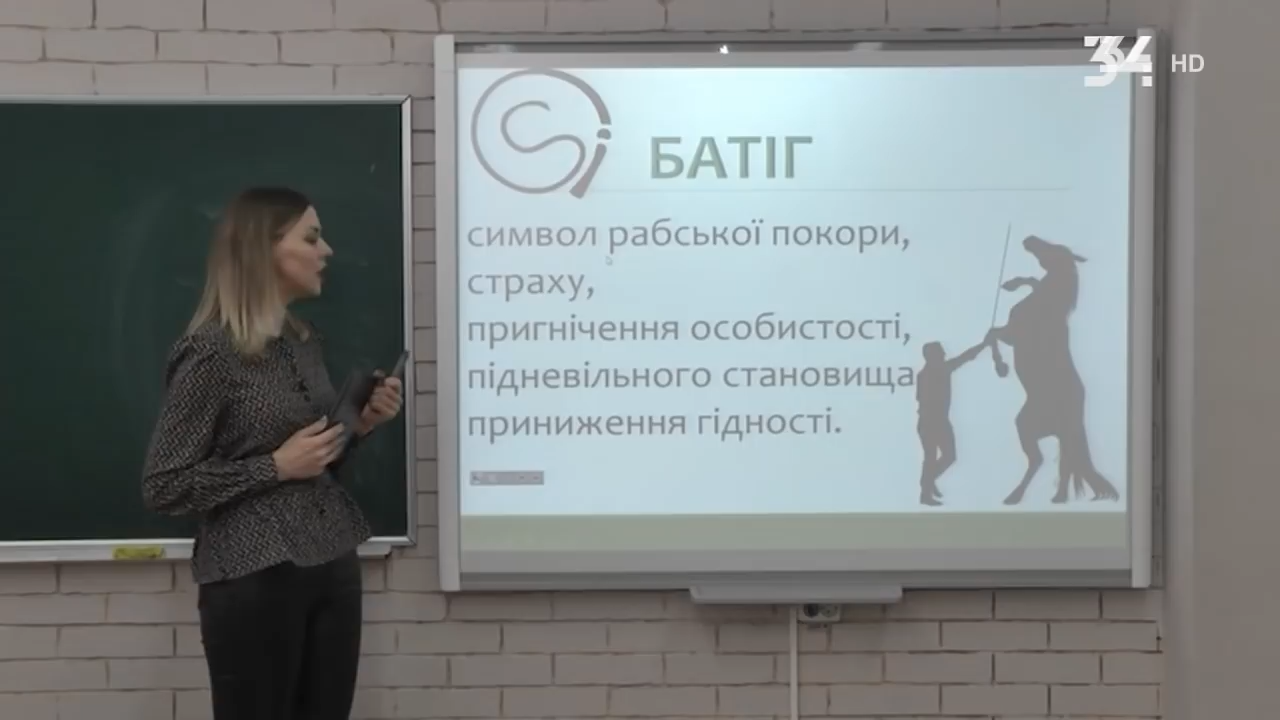 34 HD
БАТІГ
символ рабської покори,
страху,
пригнічення особистості,
підневільного становища
приниження гідності.